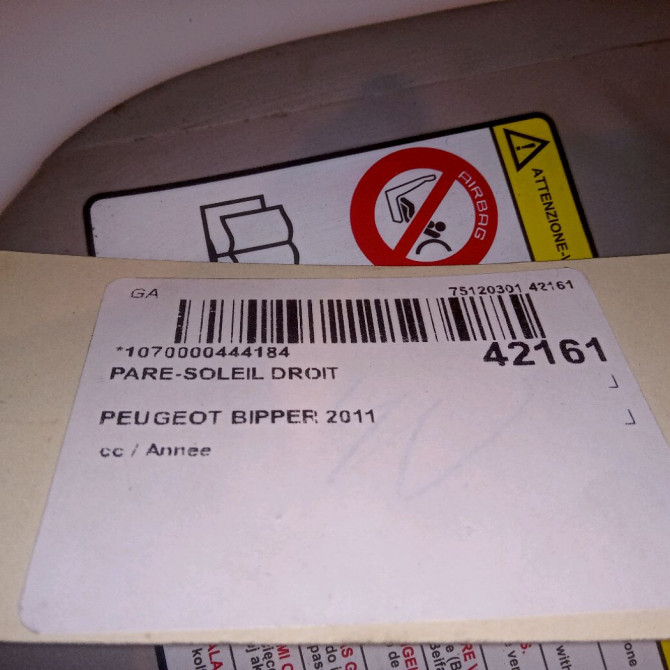 AIRBAG
ATTENZIONE-
GA
75120301 42161
*1070000444184
42161
PARE-SOLEIL DROIT
PEUGEOT BIPPER 2011
cc / Année